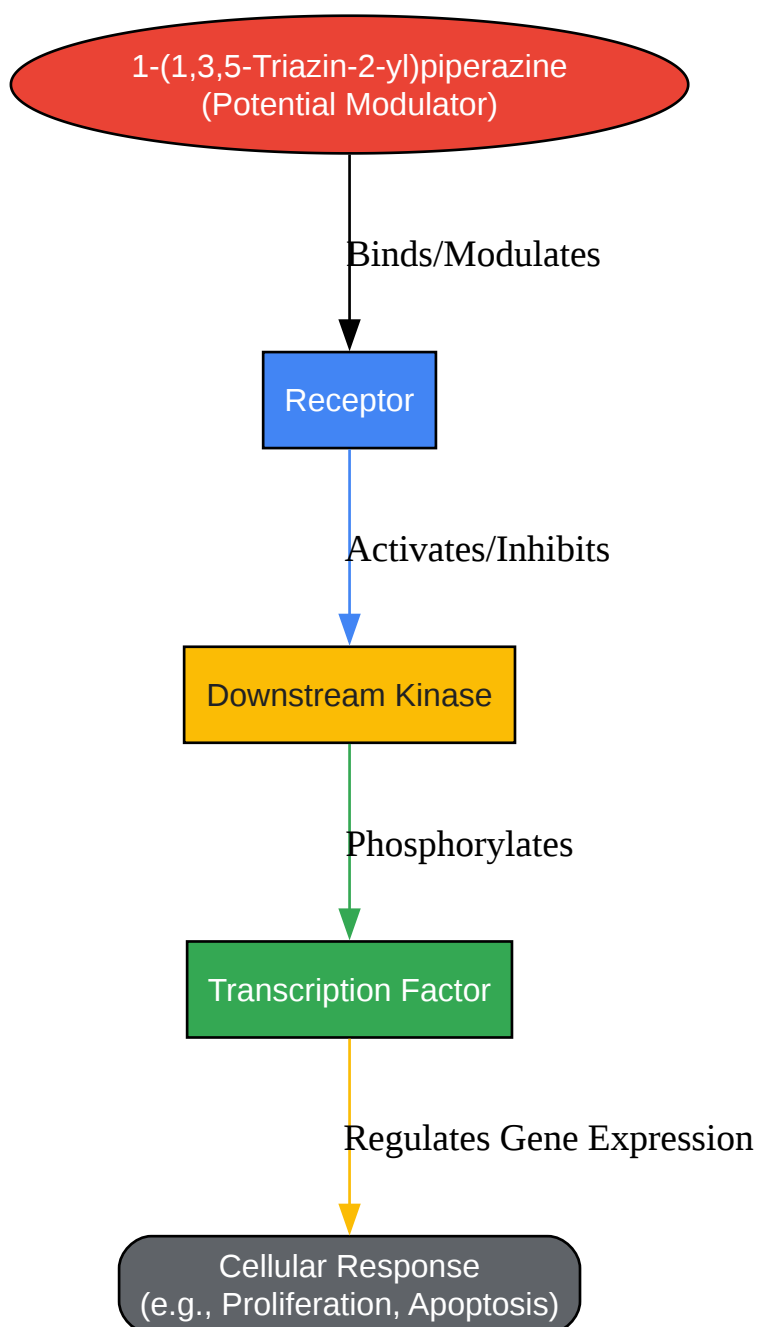 1-(1,3,5-Triazin-2-yl)piperazine
(Potential Modulator)
Binds/Modulates
Receptor
Activates/Inhibits
Downstream Kinase
Phosphorylates
Transcription Factor
Regulates Gene Expression
Cellular Response
(e.g., Proliferation, Apoptosis)